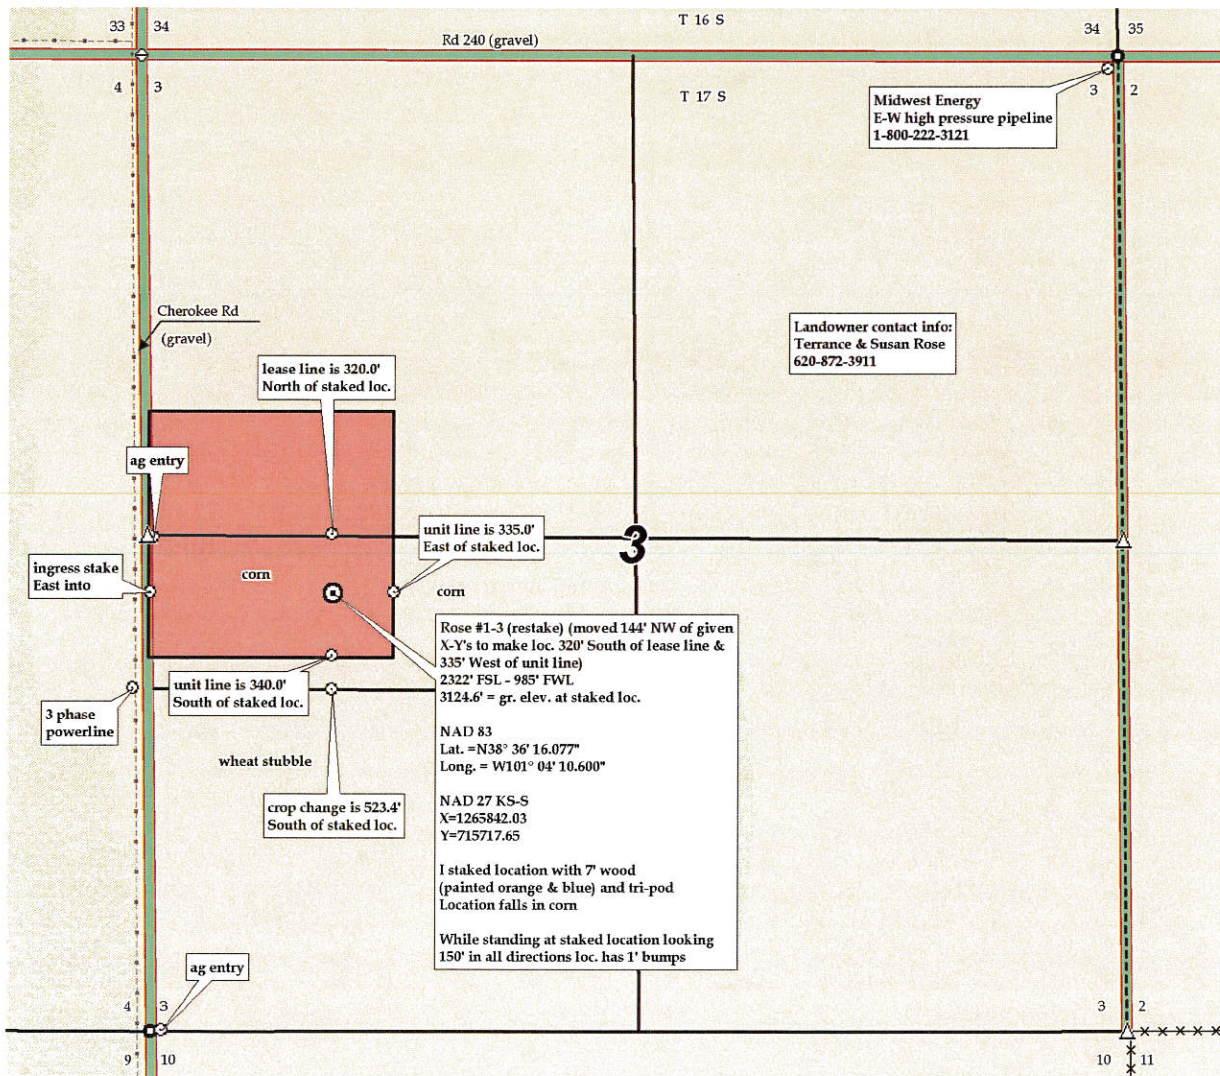 T 16 S
33 34
34 35
Rd 240 (gravel)
4 3
T 17 S
3 2
Midwest Energy
E-W high pressure pipeline
1-800-222-3121
Cherokee Rd
(gravel)
Landowner contact info:
Terrance & Susan Rose
620-872-3911
lease line is 320.0'
North of staked loc.
ag entry
unit line is 335.0'
East of staked loc.
3
ingress stake
East into
corn
corn
Rose #1-3 (restake) (moved 144' NW of given
X-Y's to make loc. 320' South of lease line &
335' West of unit line)
2322' FSL - 985' FWL
3124.6' = gr. elev. at staked loc.
NAD 83
Lat. =N38° 36' 16.077"
Long. = W101° 04' 10.600"
NAD 27 KS-S
X=1265842.03
Y=715717.65
I staked location with 7' wood
(painted orange & blue) and tri-pod
Location falls in corn
While standing at staked location looking
150' in all directions loc. has 1' bumps
unit line is 340.0'
South of staked loc.
3 phase
powerline
wheat stubble
crop change is 523.4'
South of staked loc.
ag entry
4 3
3 2
9 10
10 11